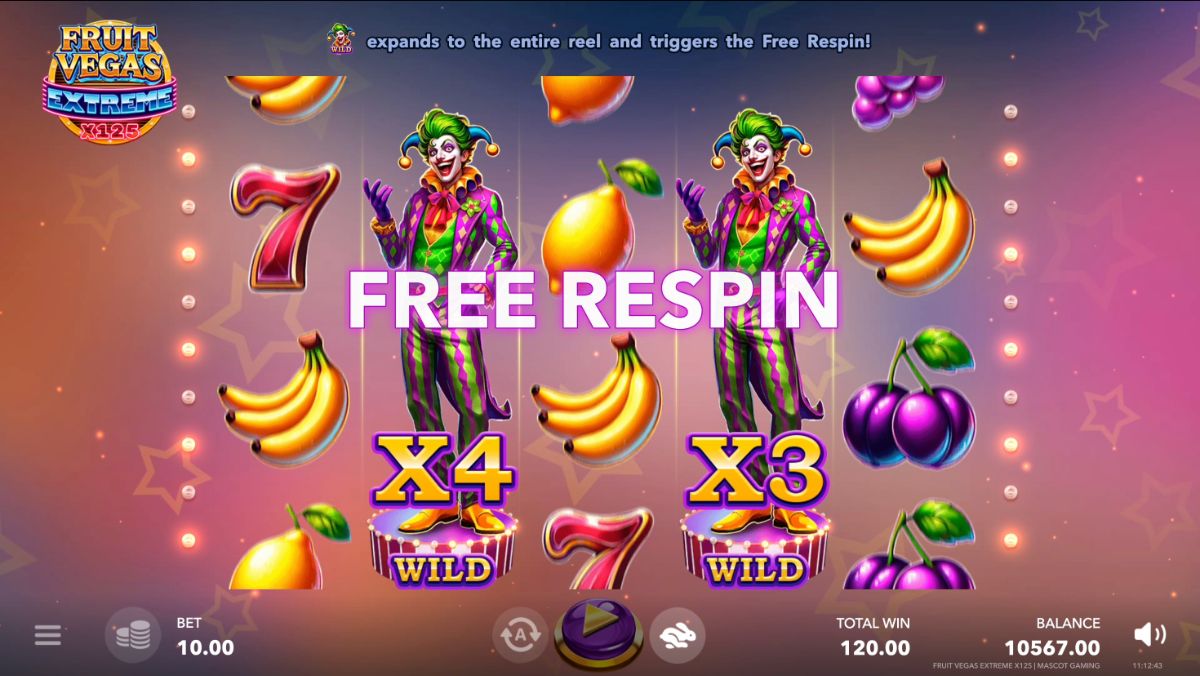 FRUIT
VEGAS
EXTREME
X125
WILD expands to the entire reel and triggers the Free Respin!
FREE RESPIN
X4
X3
WILD
WILD
BET
10.00
A
TOTAL WIN
120.00
BALANCE
10567.00
FRUIT VEGAS EXTREME X125 | MASCOT GAMING
11:12:43